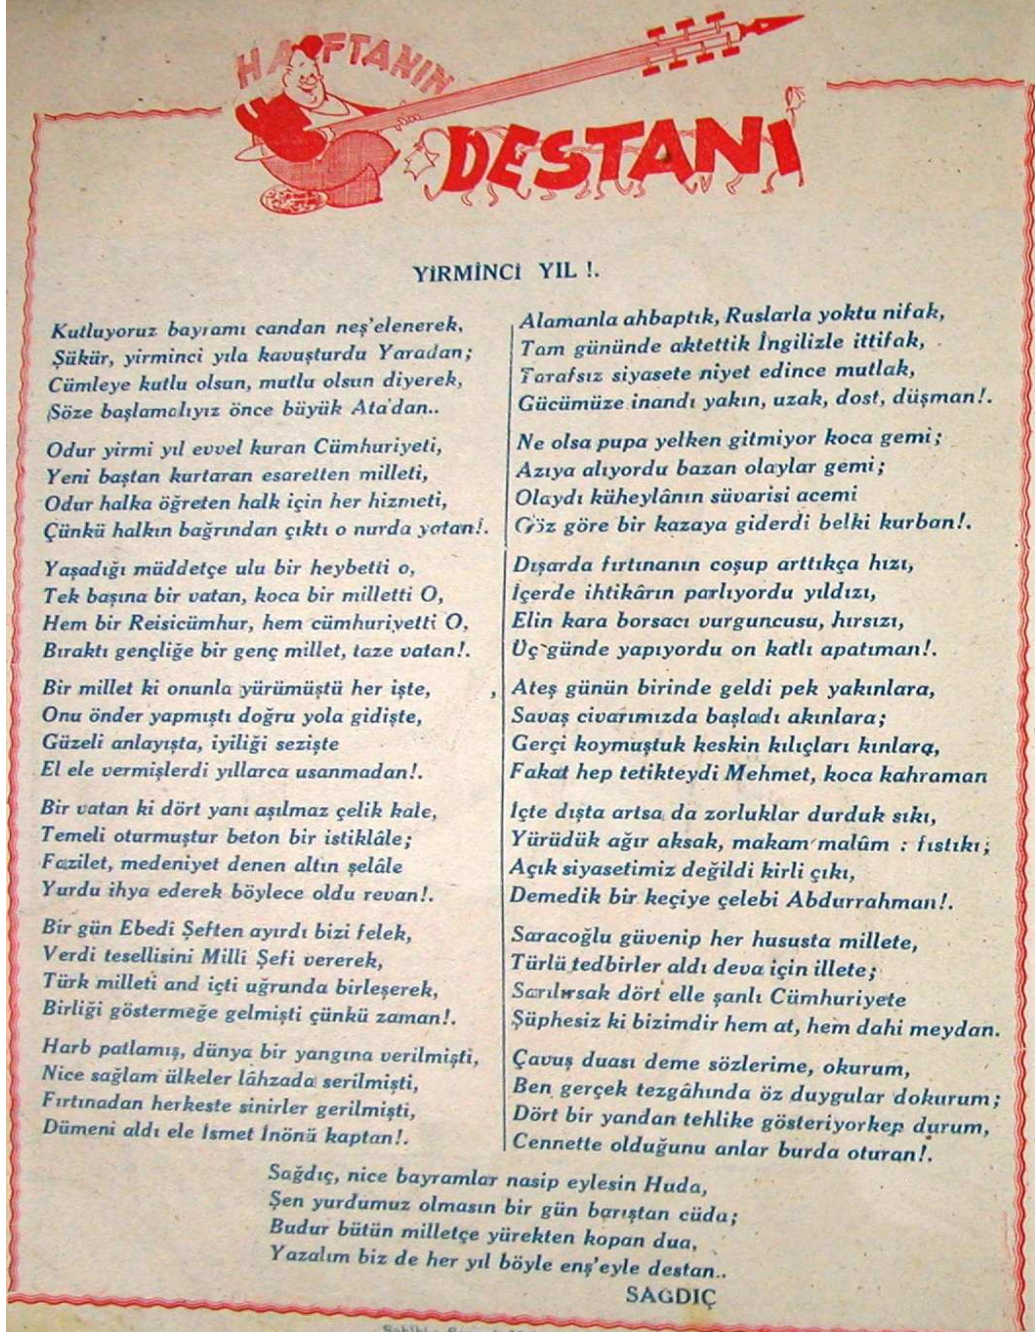 HAFTANIN
DESTANI
YİRMİNCİ YIL !.
Kutluyoruz bayramı candan neş'elenerek,
Şükür, yirminci yıla kavuşturdu Yaradan;
Cümleye kutlu olsun, mutlu olsun diyerek,
Söze başlamalıyız önce büyük Ata'dan..
Odur yirmi yıl evvel kuran Cümhuriyeti,
Yeni baştan kurtaran esaretten milleti,
Odur halka öğreten halk için her hizmeti,
Çünkü halkın bağrından çıktı o nurda yatan!.
Yaşadığı müddetçe ulu bir heybetti o,
Tek başına bir vatan, koca bir milletti O,
Hem bir Reisicümhur, hem cümhuriyetti O,
Bıraktı gençliğe bir genç millet, taze vatan!.
Bir millet ki onunla yürümüştü her işte,
Onu önder yapmıştı doğru yola gidişte,
Güzeli anlayışta, iyiliği sezişte
El ele vermişlerdi yıllarca usanmadan!.
Bir vatan ki dört yanı aşılmaz çelik kale,
Temeli oturmuştur beton bir istiklâle;
Fazilet, medeniyet denen altın şelâle
Yurdu ihya ederek böylece oldu revan!.
Bir gün Ebedi Şeften ayırdı bizi felek,
Verdi tesellisini Milli Şefi vererek,
Türk milleti and içti uğrunda birleşerek,
Birliği göstermeğe gelmişti çünkü zaman!.
Harb patlamış, dünya bir yangına verilmişti,
Nice sağlam ülkeler lâhzada serilmişti,
Fırtınadan herkeste sinirler gerilmişti,
Dümeni aldı ele İsmet İnönü kaptan!.
Alamanla ahbaptık, Ruslarla yoktu nifak,
Tam gününde aktettik İngilizle ittifak,
Tarafsız siyasete niyet edince mutlak,
Gücümüze inandı yakın, uzak, dost, düşman!.
Ne olsa pupa yelken gitmiyor koca gemi;
Azıya alıyordu bazan olaylar gemi;
Olaydı küheylânın süvarisi acemi
Göz göre bir kazaya giderdi belki kurban!.
Dışarda fırtınanın coşup arttıkça hızı,
İçerde ihtikârın parlıyordu yıldızı,
Elin kara borsacı vurguncusu, hırsızı,
Üç günde yapıyordu on katlı apatıman!.
Ateş günün birinde geldi pek yakınlara,
Savaş civarımızda başladı akınlara;
Gerçi koymuştuk keskin kılıçları kınlara,
Fakat hep tetikteydi Mehmet, koca kahraman
İçte dışta artsa da zorluklar durduk sıkı,
Yürüdük ağır aksak, makam malûm : fıstıkı;
Açık siyasetimiz değildi kirli çıkı,
Demedik bir keçiye çelebi Abdurrahman!.
Saracoğlu güvenip her hususta millete,
Türlü tedbirler aldı deva için illete;
Sarılırsak dört elle şanlı Cümhuriyete
Şüphesiz ki bizimdir hem at, hem dahi meydan.
Çavuş duası deme sözlerime, okurum,
Ben gerçek tezgâhında öz duygular dokurum;
Dört bir yandan tehlike gösteriyorken durum,
Cennette olduğunu anlar burda oturan!.
Sağdıç, nice bayramlar nasip eylesin Huda,
Şen yurdumuz olmasın bir gün barıştan cüda;
Budur bütün milletçe yürekten kopan dua,
Yazalım biz de her yıl böyle enş'eyle destan..
SAĞDIÇ